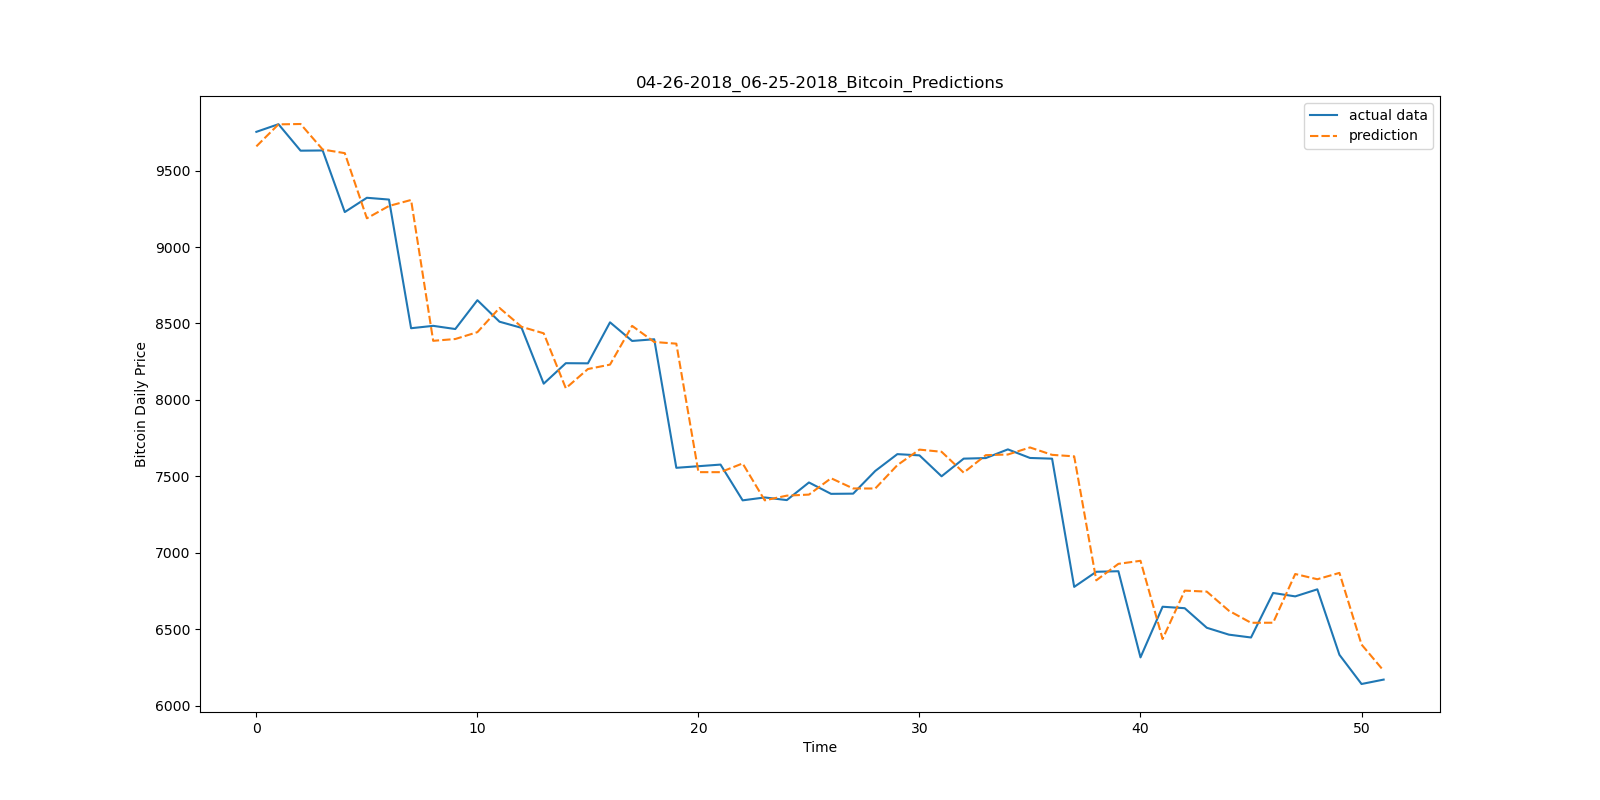 04-26-2018_06-25-2018_Bitcoin_Predictions
actual data
prediction
9500
9000
8500
8000
7500
7000
6500
6000
Bitcoin Daily Price
0 10 20 30 40 50
Time